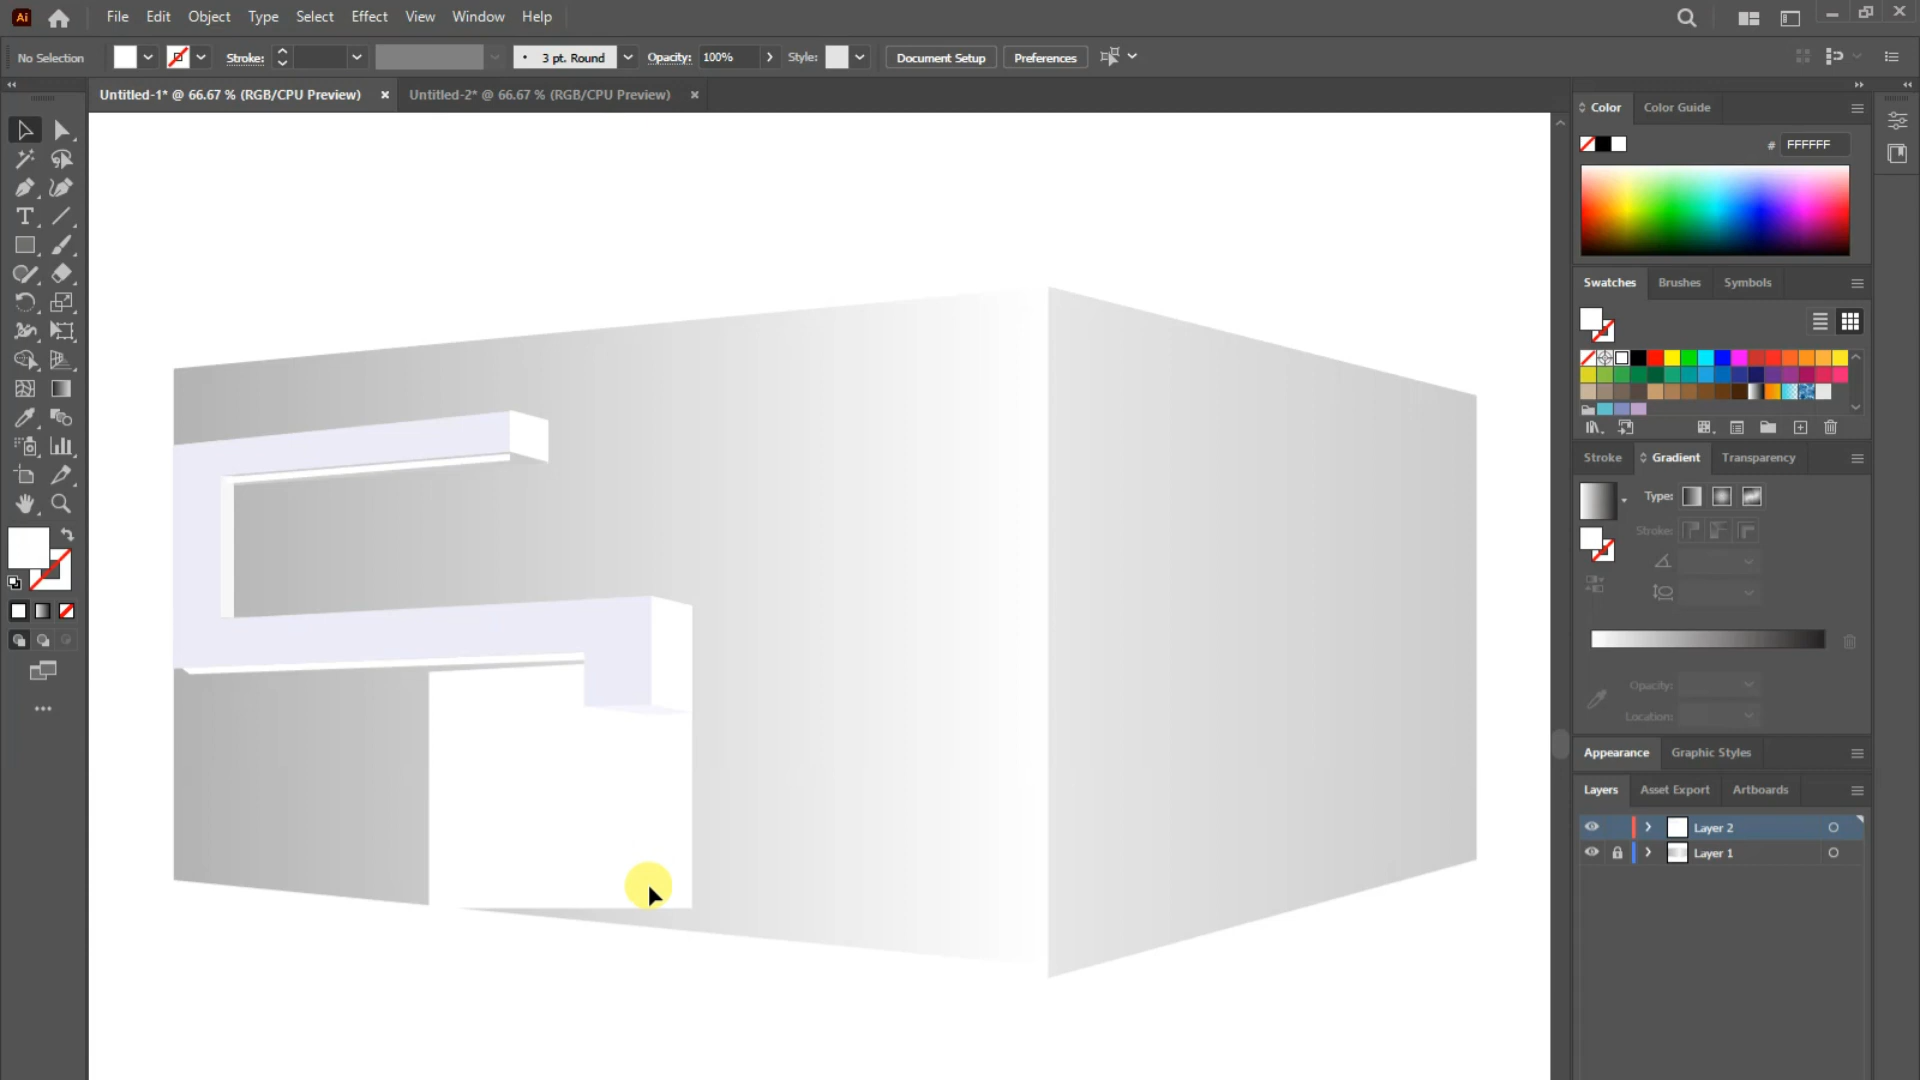 Ai File Edit Object Type Select Effect View Window Help
No Selection Stroke: 3 pt. Round Opacity: 100% Style: Document Setup Preferences
Untitled-1* @ 66.67 % (RGB/CPU Preview) × Untitled-2* @ 66.67 % (RGB/CPU Preview) ×
Color Color Guide
# FFFFFF
Swatches Brushes Symbols
Stroke Gradient Transparency
Type:
Stroke:
Opacity:
Location:
Appearance Graphic Styles
Layers Asset Export Artboards
Layer 2
Layer 1